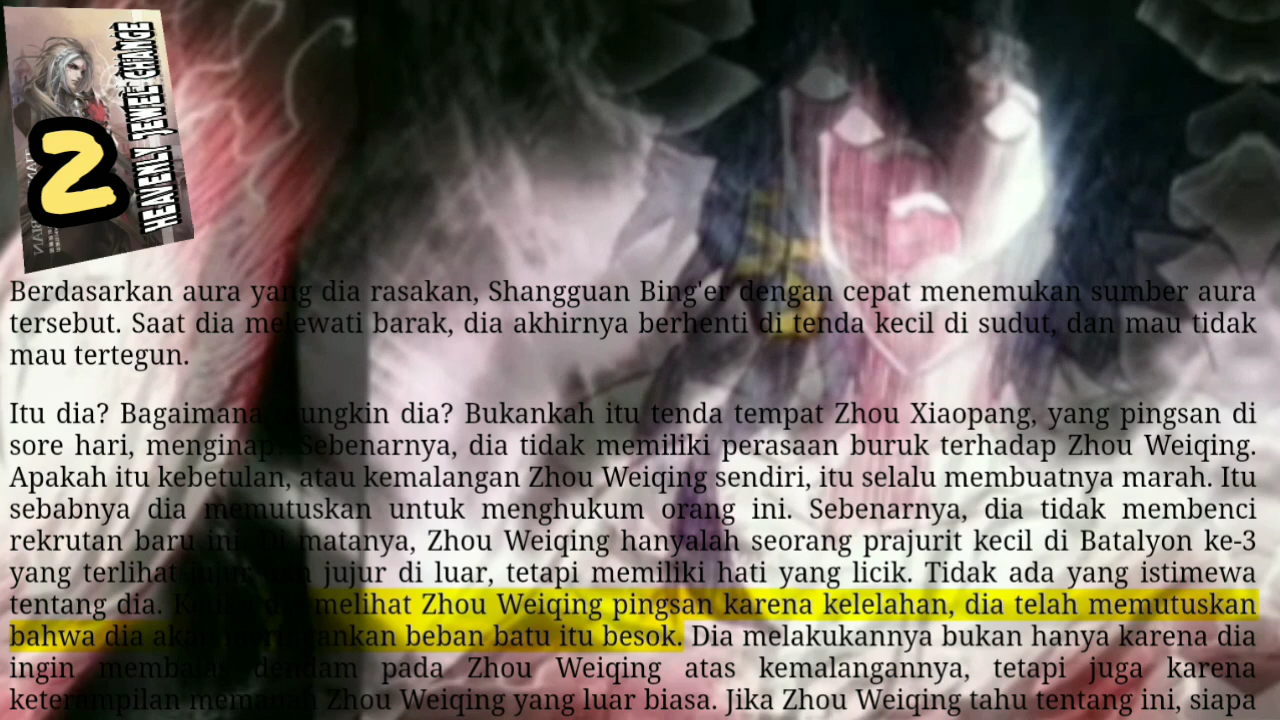 HEAVENLY JEWEL CHANGE
2
Berdasarkan aura yang dia rasakan, Shangguan Bing'er dengan cepat menemukan sumber aura
tersebut. Saat dia melewati barak, dia akhirnya berhenti di tenda kecil di sudut, dan mau tidak
mau tertegun.
Itu dia? Bagaimana mungkin dia? Bukankah itu tenda tempat Zhou Xiaopang, yang pingsan di
sore hari, menginap? Sebenarnya, dia tidak memiliki perasaan buruk terhadap Zhou Weiqing.
Apakah itu kebetulan, atau kemalangan Zhou Weiqing sendiri, itu selalu membuatnya marah. Itu
sebabnya dia memutuskan untuk menghukum orang ini. Sebenarnya, dia tidak membenci
rekrutan baru ini. Di matanya, Zhou Weiqing hanyalah seorang prajurit kecil di Batalyon ke-3
yang terlihat jujur dan jujur di luar, tetapi memiliki hati yang licik. Tidak ada yang istimewa
tentang dia. Ketika dia melihat Zhou Weiqing pingsan karena kelelahan, dia telah memutuskan
bahwa dia akan meringankan beban batu itu besok. Dia melakukannya bukan hanya karena dia
ingin membalas dendam pada Zhou Weiqing atas kemalangannya, tetapi juga karena
keterampilan memanah Zhou Weiqing yang luar biasa. Jika Zhou Weiqing tahu tentang ini, siapa